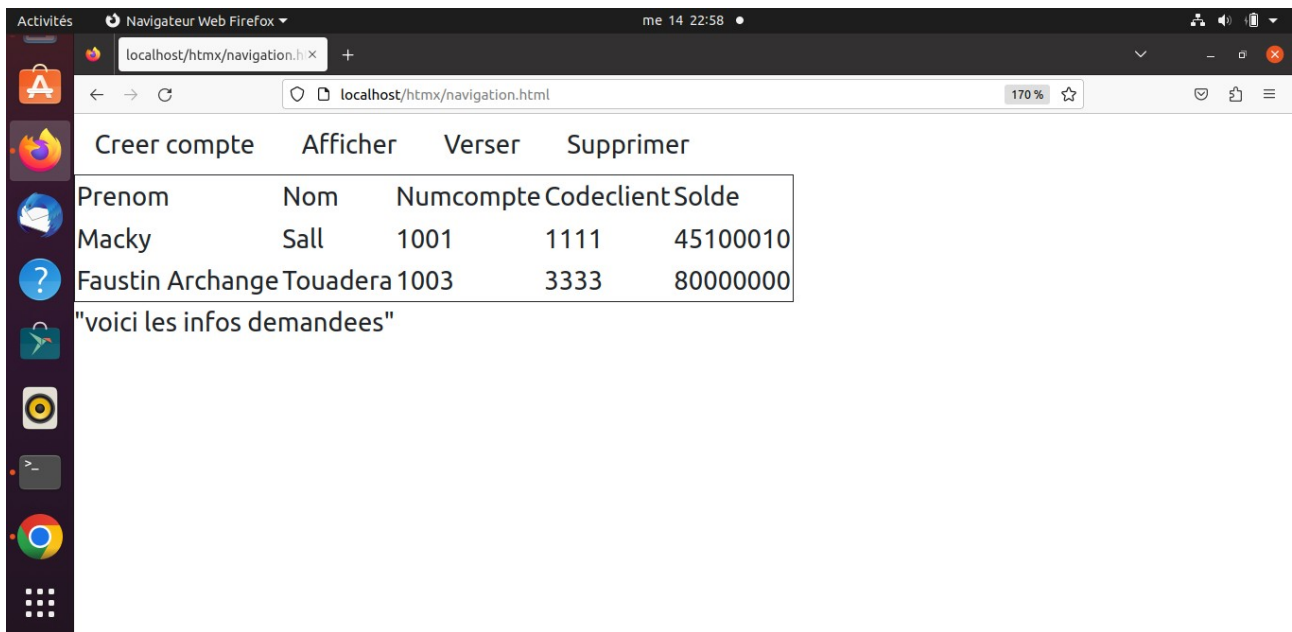 Activités Navigateur Web Firefox me 14 22:58
localhost/htmx/navigation.h
localhost/htmx/navigation.html 170 %
Creer compte Afficher Verser Supprimer
Prenom Nom Numcompte Codeclient Solde
Macky Sall 1001 1111 45100010
Faustin Archange Touadera 1003 3333 80000000
"voici les infos demandees"